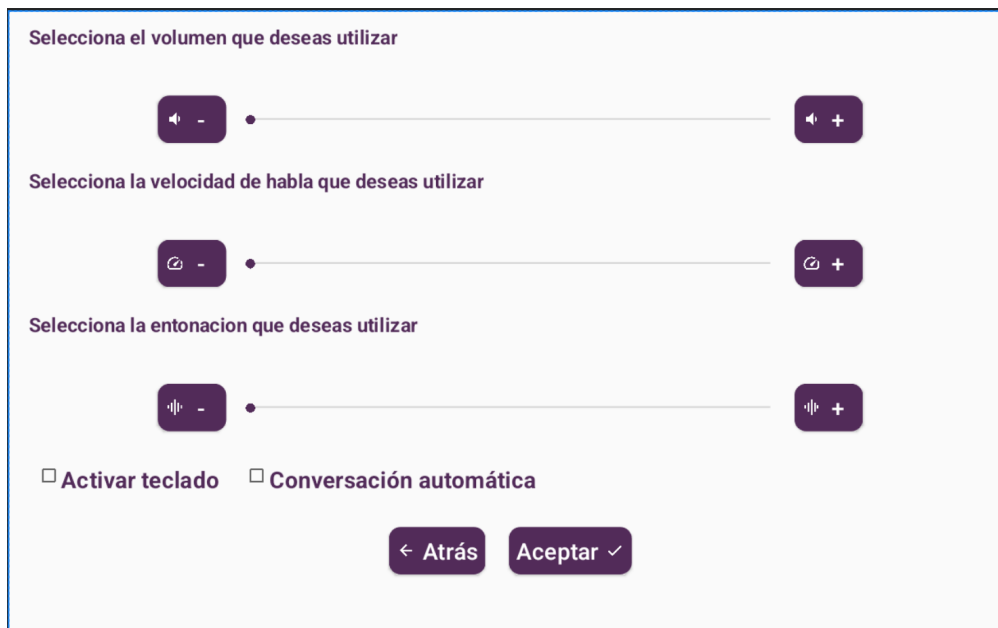 Selecciona el volumen que deseas utilizar
- +
Selecciona la velocidad de habla que deseas utilizar
- +
Selecciona la entonacion que deseas utilizar
- +
Activar teclado Conversación automática
Atrás Aceptar